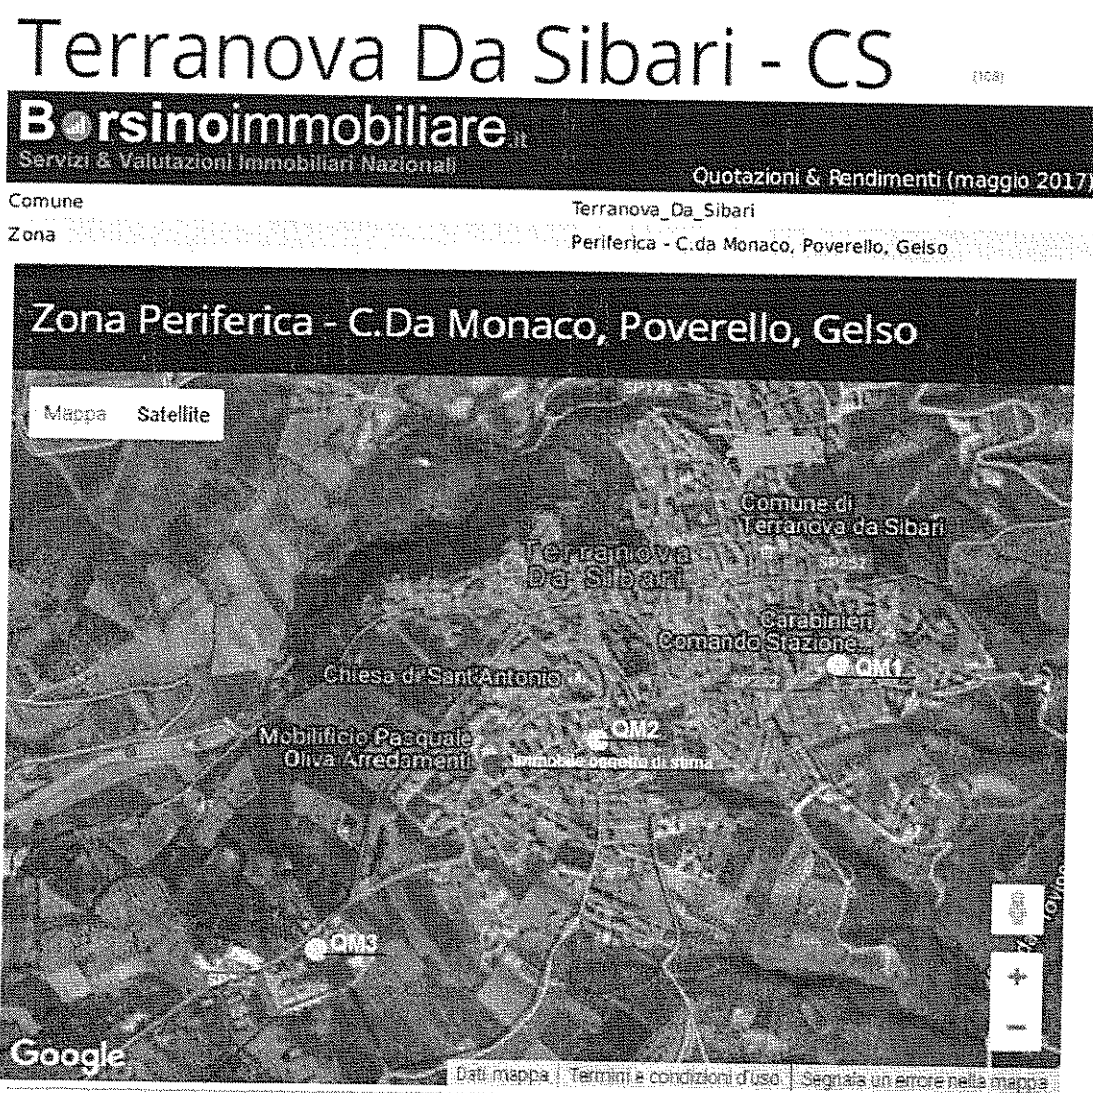 Terranova Da Sibari - CS
(108)
Borsinoimmobiliare.it
Servizi & Valutazioni Immobiliari Nazionali
Quotazioni & Rendimenti (maggio 2017)
Comune Terranova_Da_Sibari
Zona Periferica - C.da Monaco, Poverello, Gelso
Zona Periferica - C.Da Monaco, Poverello, Gelso
Mappa Satellite
Comune di
Terranova da Sibari
Terranova
Da Sibari
SP252
Carabinieri
Comando Stazione...
QM1
Chiesa di Sant'Antonio
SP252
QM2
Mobilificio Pasquale
Oliva Arredamenti
Immobile oggetto di stima
QM3
+
−
Google
Dati mappa Termini e condizioni d'uso Segnala un errore nella mappa